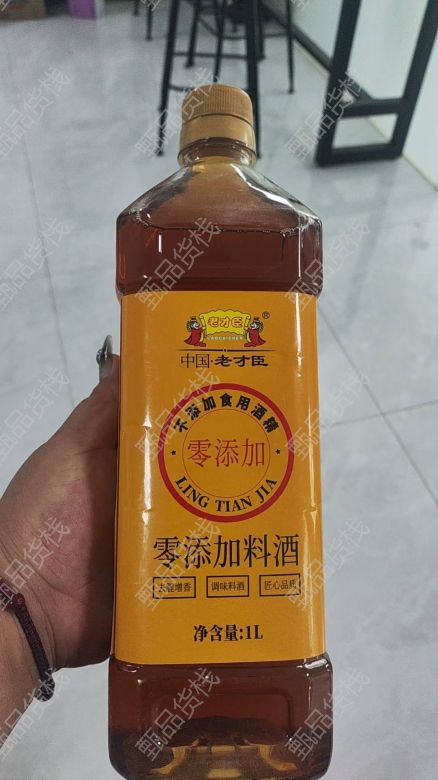 老才臣
®
LAOCAICHEN
中国·老才臣
不添加食用酒精
零添加
LING TIAN JIA
零添加料酒
去腥增香 调味料酒 匠心品质
净含量:1L
甄品货栈